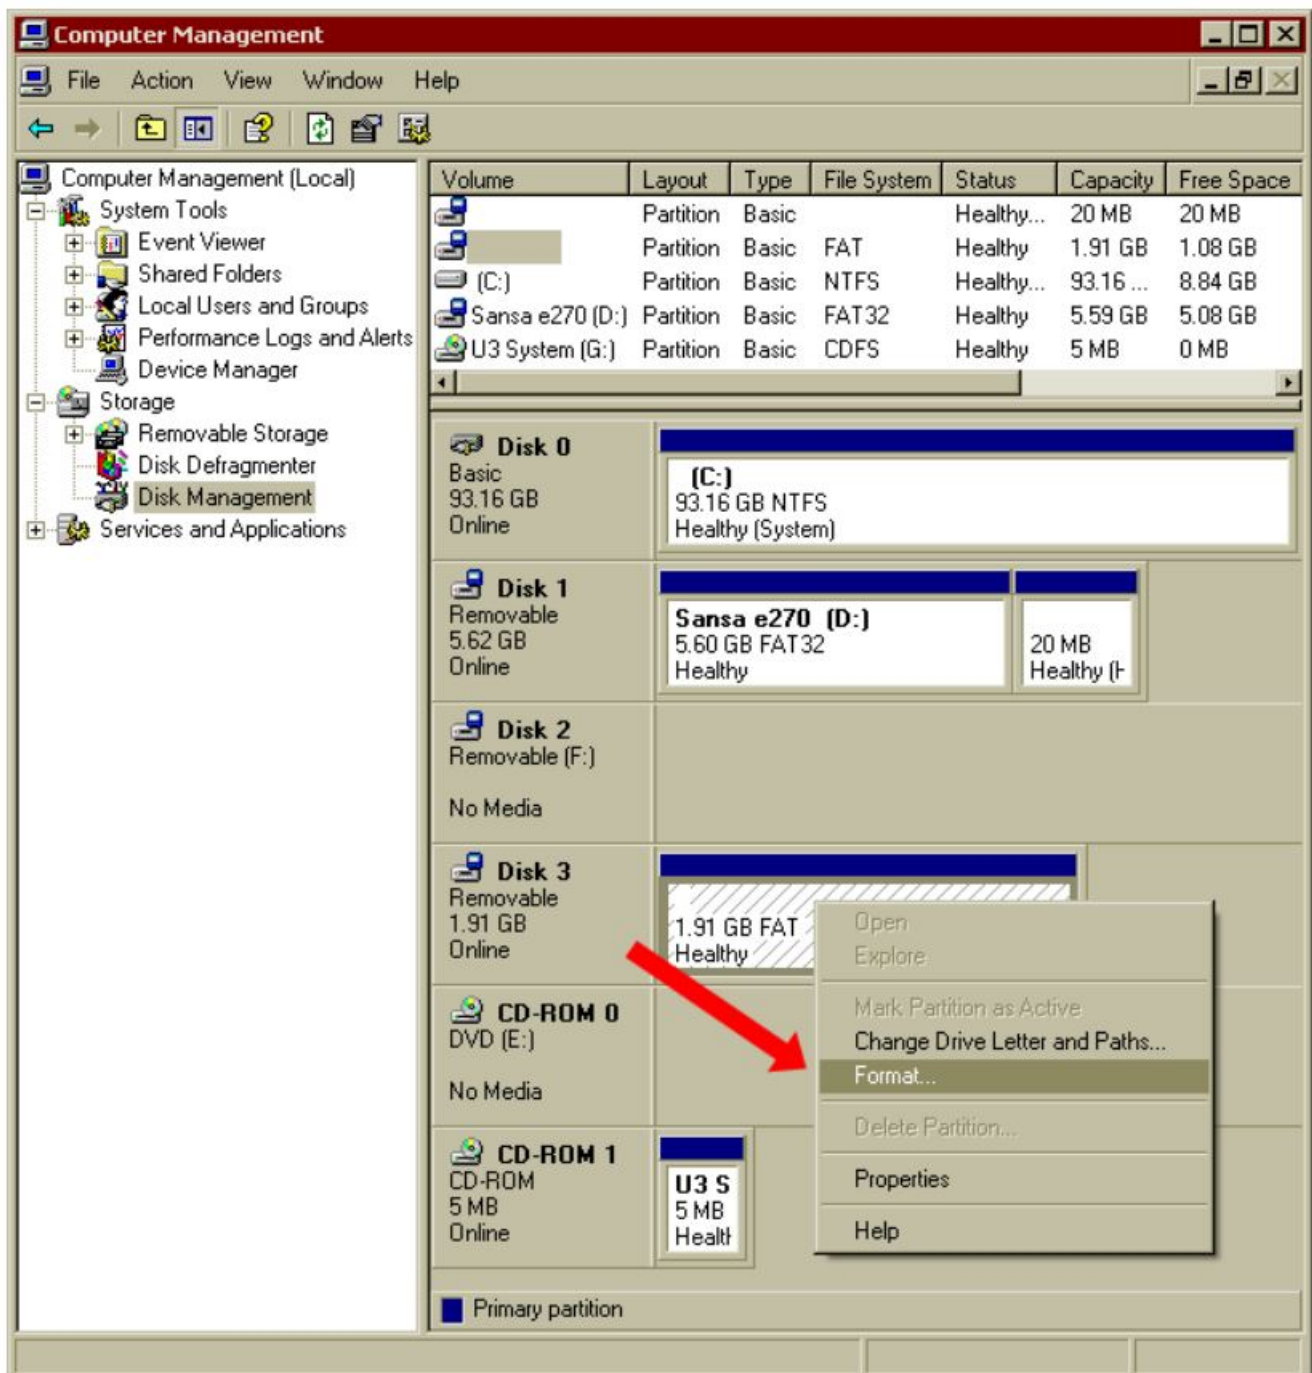 Computer Management
File Action View Window Help
Computer Management (Local)
System Tools
Event Viewer
Shared Folders
Local Users and Groups
Performance Logs and Alerts
Device Manager
Storage
Removable Storage
Disk Defragmenter
Disk Management
Services and Applications
Volume Layout Type File System Status Capacity Free Space
Partition Basic Healthy... 20 MB 20 MB
Partition Basic FAT Healthy 1.91 GB 1.08 GB
(C:) Partition Basic NTFS Healthy... 93.16 ... 8.84 GB
Sansa e270 (D:) Partition Basic FAT32 Healthy 5.59 GB 5.08 GB
U3 System (G:) Partition Basic CDFS Healthy 5 MB 0 MB
Disk 0
Basic
93.16 GB
Online
(C:)
93.16 GB NTFS
Healthy (System)
Disk 1
Removable
5.62 GB
Online
Sansa e270 (D:)
5.60 GB FAT32
Healthy
20 MB
Healthy (H
Disk 2
Removable (F:)
No Media
Disk 3
Removable
1.91 GB
Online
1.91 GB FAT
Healthy
CD-ROM 0
DVD (E:)
No Media
CD-ROM 1
CD-ROM
5 MB
Online
U3 S
5 MB
Healt
Open
Explore
Mark Partition as Active
Change Drive Letter and Paths...
Format...
Delete Partition...
Properties
Help
Primary partition